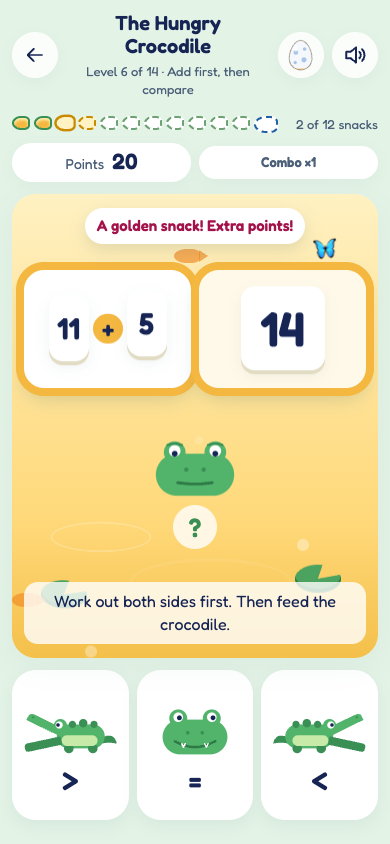 The Hungry
Crocodile
Level 6 of 14 · Add first, then
compare
2 of 12 snacks
Points 20
Combo ×1
A golden snack! Extra points!
11 + 5
14
?
Work out both sides first. Then feed the
crocodile.
> = <